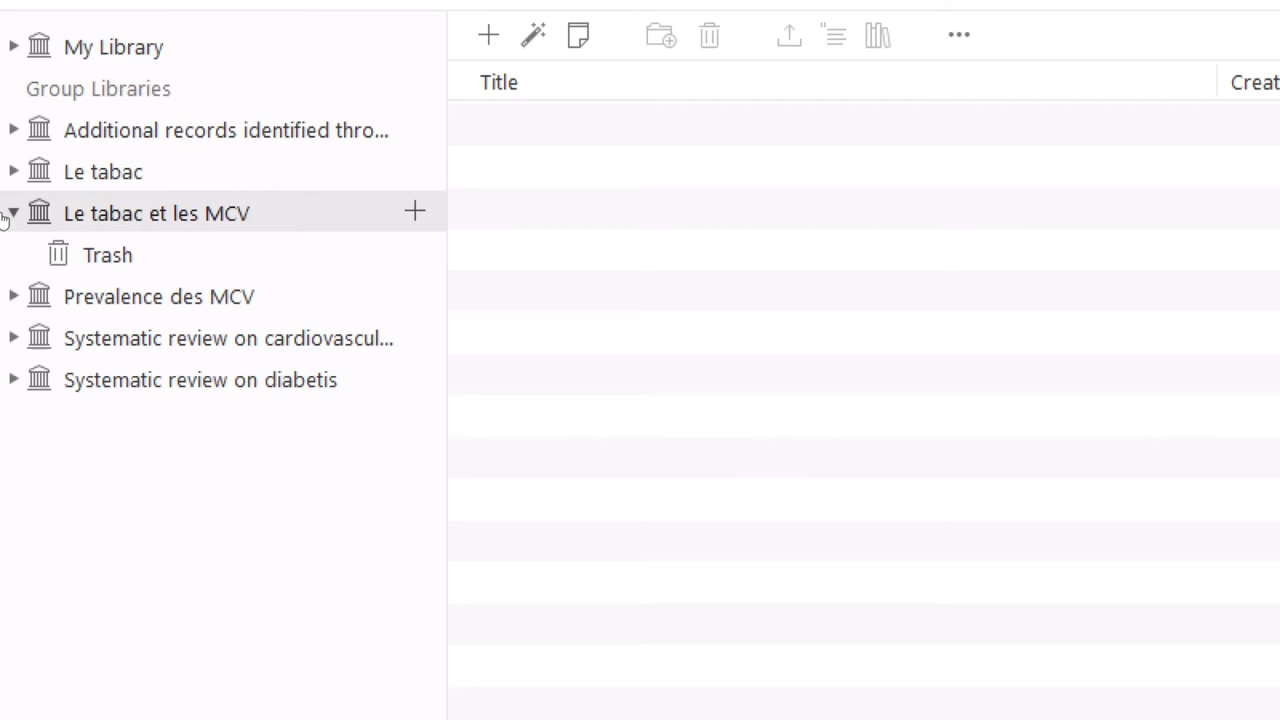 My Library
Group Libraries
Additional records identified thro...
Le tabac
Le tabac et les MCV
Trash
Prevalence des MCV
Systematic review on cardiovascul...
Systematic review on diabetis
Title
Creat